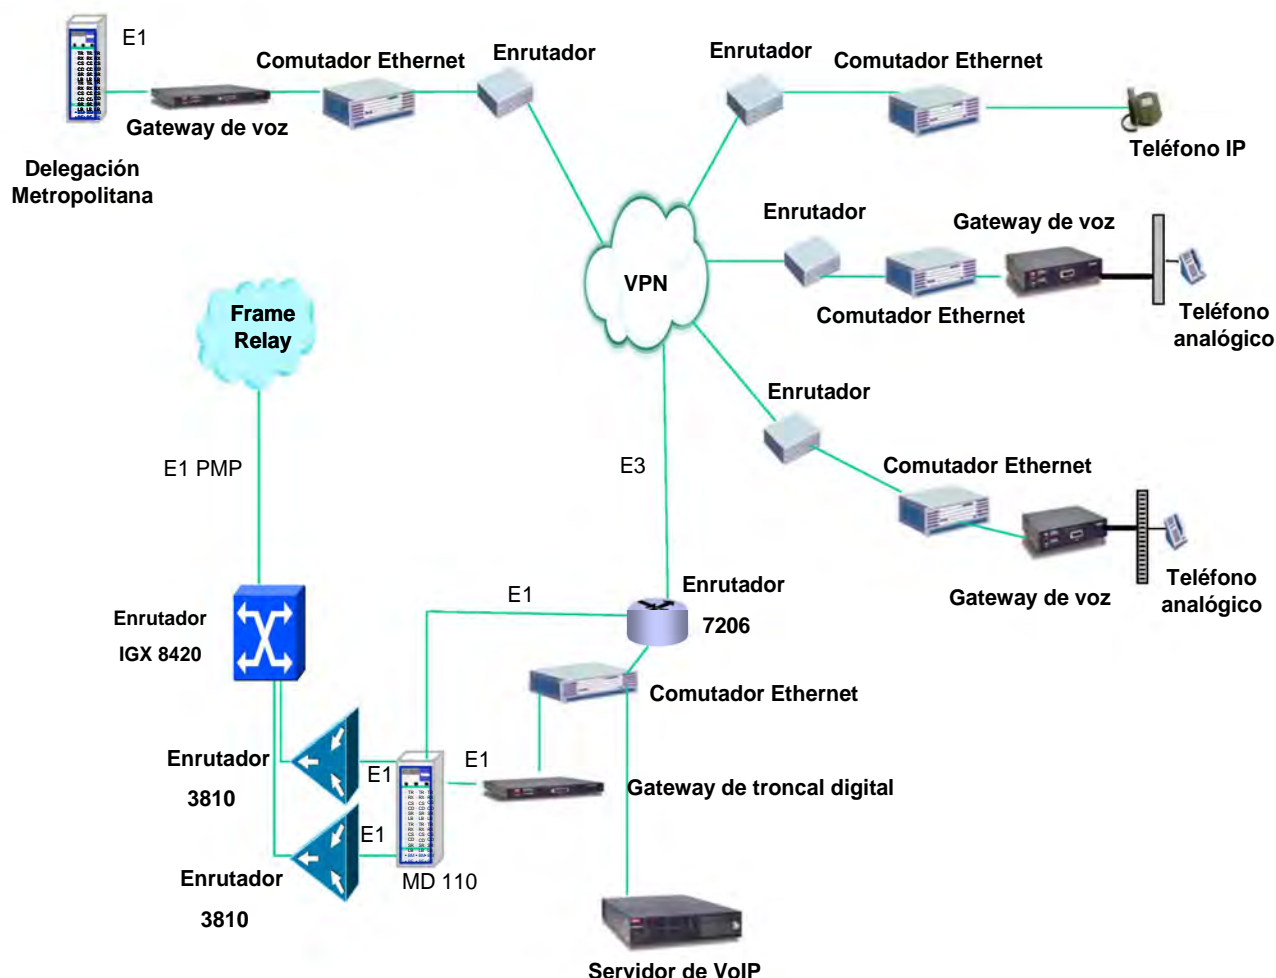 E1
Comutador Ethernet
Enrutador
Gateway de voz
Delegación
Metropolitana
Enrutador
Comutador Ethernet
Teléfono IP
Enrutador
Gateway de voz
VPN
Comutador Ethernet
Teléfono
analógico
Frame
Relay
E1 PMP
E3
Enrutador
Comutador Ethernet
Gateway de voz
Teléfono
analógico
Enrutador
IGX 8420
E1
Enrutador
7206
Comutador Ethernet
Enrutador
3810
E1
E1
Gateway de troncal digital
Enrutador
3810
E1
MD 110
Servidor de VoIP